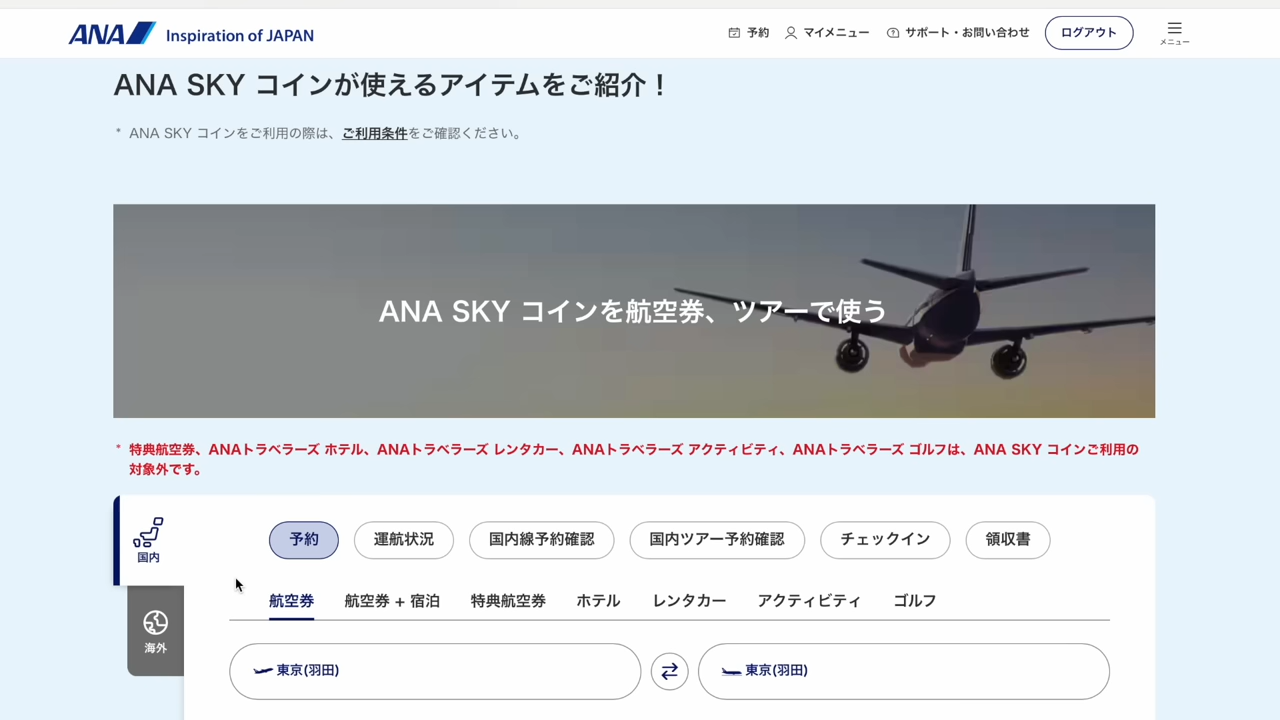 ANA Inspiration of JAPAN
予約
マイメニュー
サポート・お問い合わせ
ログアウト
メニュー
ANA SKY コインが使えるアイテムをご紹介！
* ANA SKY コインをご利用の際は、ご利用条件をご確認ください。
ANA SKY コインを航空券、ツアーで使う
* 特典航空券、ANAトラベラーズ ホテル、ANAトラベラーズ レンタカー、ANAトラベラーズ アクティビティ、ANAトラベラーズ ゴルフは、ANA SKY コインご利用の
対象外です。
国内
予約
運航状況
国内線予約確認
国内ツアー予約確認
チェックイン
領収書
航空券
航空券 + 宿泊
特典航空券
ホテル
レンタカー
アクティビティ
ゴルフ
海外
東京(羽田)
東京(羽田)